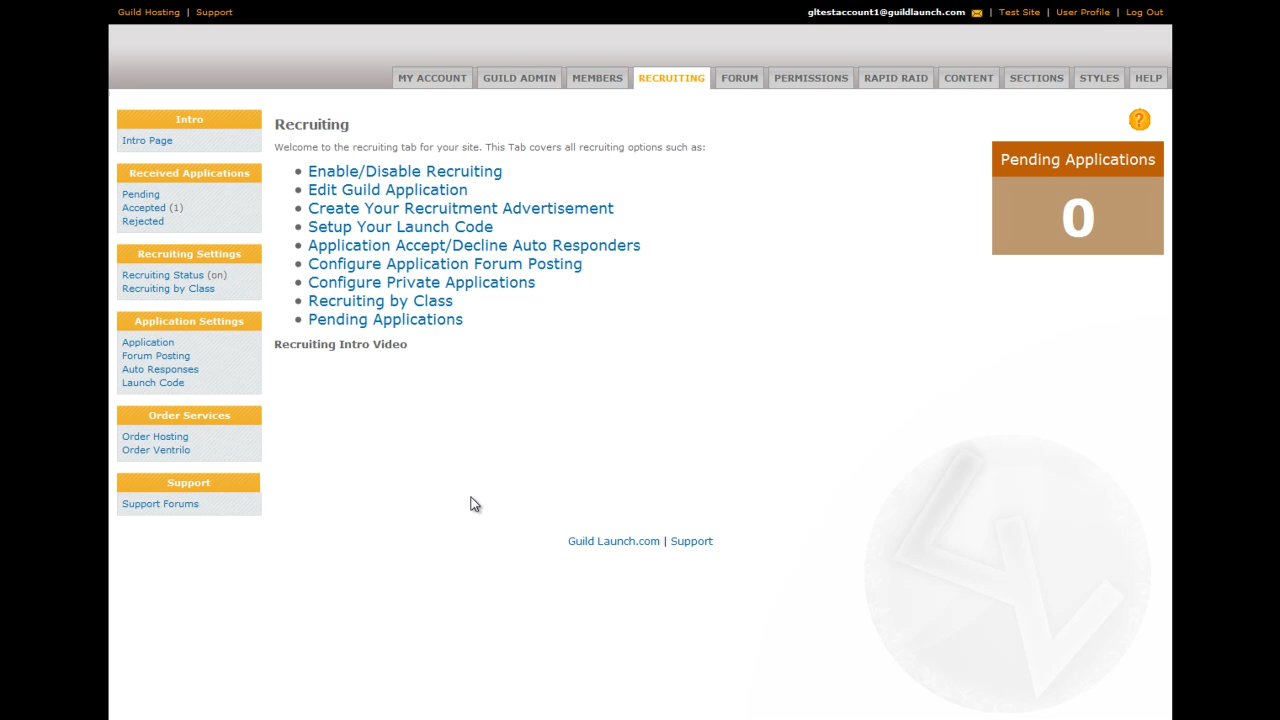 Guild Hosting | Support
gltestaccount1@guildlaunch.com | Test Site | User Profile | Log Out
MY ACCOUNT GUILD ADMIN MEMBERS RECRUITING FORUM PERMISSIONS RAPID RAID CONTENT SECTIONS STYLES HELP
Intro
Intro Page
Received Applications
Pending
Accepted (1)
Rejected
Recruiting Settings
Recruiting Status (on)
Recruiting by Class
Application Settings
Application
Forum Posting
Auto Responses
Launch Code
Order Services
Order Hosting
Order Ventrilo
Support
Support Forums
Recruiting
Welcome to the recruiting tab for your site. This Tab covers all recruiting options such as:
• Enable/Disable Recruiting
• Edit Guild Application
• Create Your Recruitment Advertisement
• Setup Your Launch Code
• Application Accept/Decline Auto Responders
• Configure Application Forum Posting
• Configure Private Applications
• Recruiting by Class
• Pending Applications
Recruiting Intro Video
?
Pending Applications
0
Guild Launch.com | Support